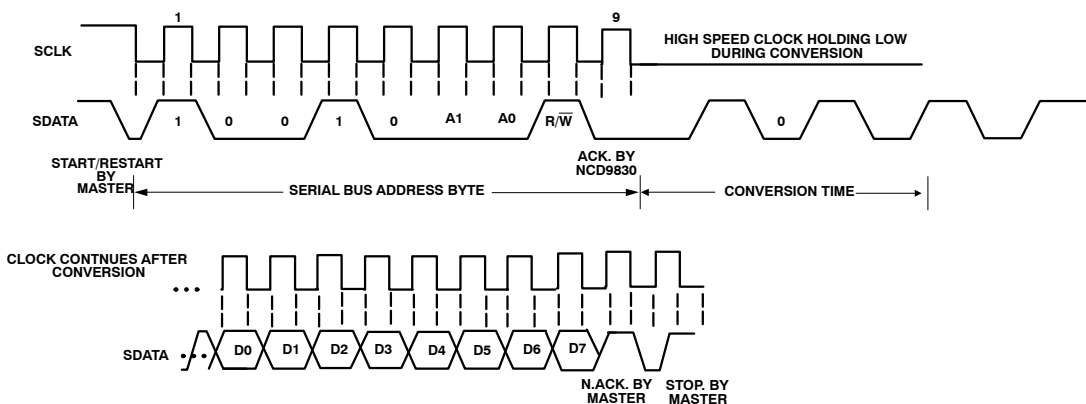 1 9
SCLK
HIGH SPEED CLOCK HOLDING LOW
DURING CONVERSION
SDATA 1 0 0 1 0 A1 A0 R/W̅ 0
START/RESTART
BY
MASTER
ACK. BY
NCD9830
SERIAL BUS ADDRESS BYTE
CONVERSION TIME
CLOCK CONTNUES AFTER
CONVERSION
...
SDATA ... D0 D1 D2 D3 D4 D5 D6 D7
N.ACK. BY
MASTER
STOP. BY
MASTER